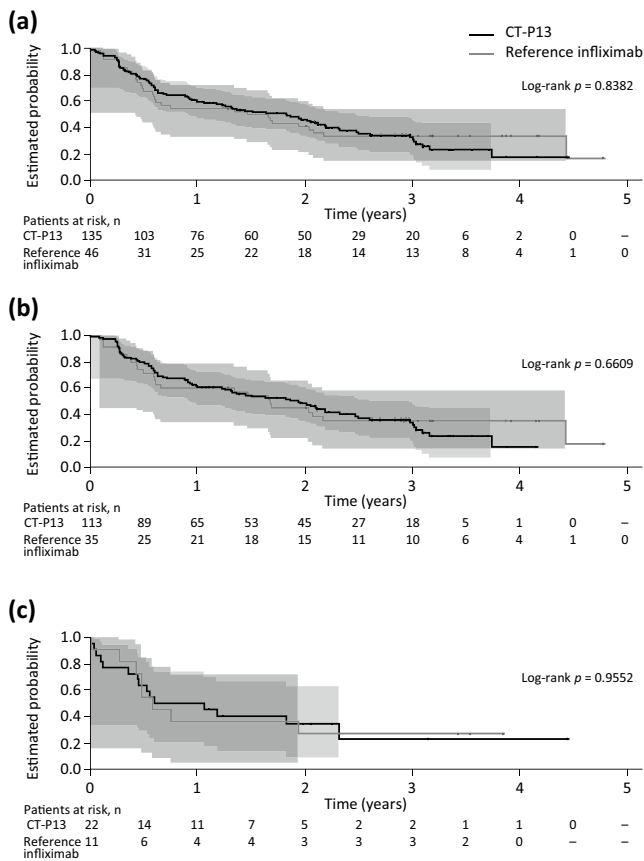 (a)
CT-P13
Reference infliximab
Log-rank p = 0.8382
Estimated probability
1.0
0.8
0.6
0.4
0.2
0.0
0 1 2 3 4 5
Time (years)
Patients at risk, n
CT-P13 135 103 76 60 50 29 20 6 2 0 –
Reference 46 31 25 22 18 14 13 8 4 1 0
infliximab
(b)
Log-rank p = 0.6609
Estimated probability
1.0
0.8
0.6
0.4
0.2
0.0
0 1 2 3 4 5
Time (years)
Patients at risk, n
CT-P13 113 89 65 53 45 27 18 5 1 0 –
Reference 35 25 21 18 15 11 10 6 4 1 0
infliximab
(c)
Log-rank p = 0.9552
Estimated probability
1.0
0.8
0.6
0.4
0.2
0.0
0 1 2 3 4 5
Time (years)
Patients at risk, n
CT-P13 22 14 11 7 5 2 2 1 1 0 –
Reference 11 6 4 4 3 3 3 2 0 – –
infliximab